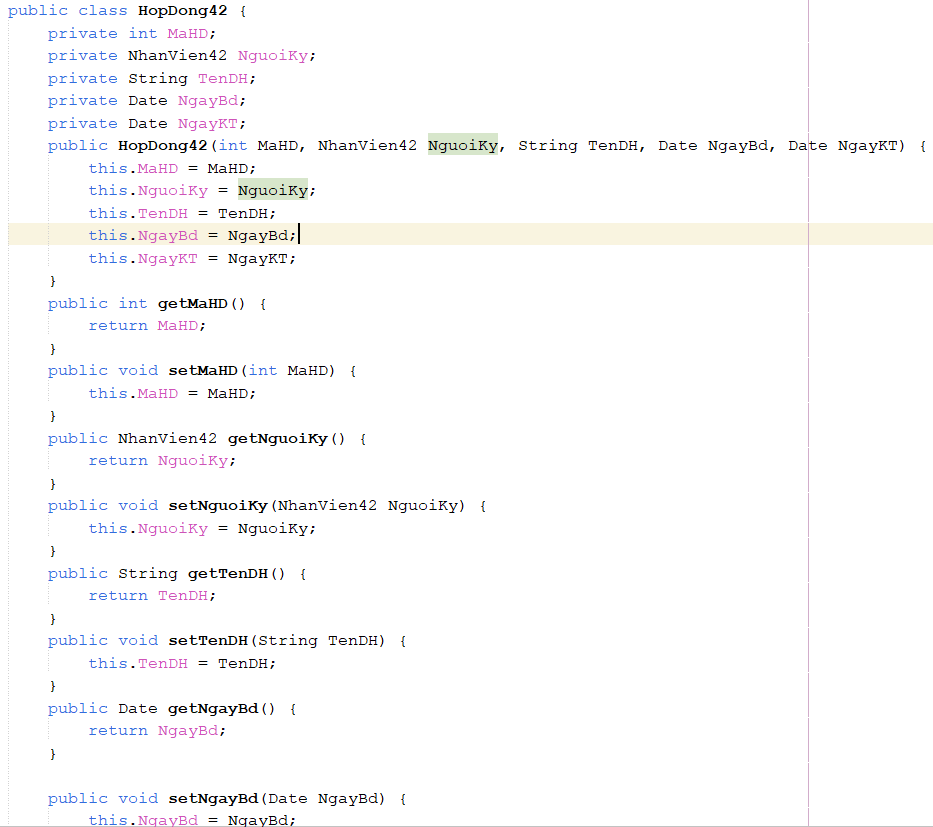 public class HopDong42 {
    private int MaHD;
    private NhanVien42 NguoiKy;
    private String TenDH;
    private Date NgayBd;
    private Date NgayKT;
    public HopDong42(int MaHD, NhanVien42 NguoiKy, String TenDH, Date NgayBd, Date NgayKT) {
        this.MaHD = MaHD;
        this.NguoiKy = NguoiKy;
        this.TenDH = TenDH;
        this.NgayBd = NgayBd;
        this.NgayKT = NgayKT;
    }
    public int getMaHD() {
        return MaHD;
    }
    public void setMaHD(int MaHD) {
        this.MaHD = MaHD;
    }
    public NhanVien42 getNguoiKy() {
        return NguoiKy;
    }
    public void setNguoiKy(NhanVien42 NguoiKy) {
        this.NguoiKy = NguoiKy;
    }
    public String getTenDH() {
        return TenDH;
    }
    public void setTenDH(String TenDH) {
        this.TenDH = TenDH;
    }
    public Date getNgayBd() {
        return NgayBd;
    }

    public void setNgayBd(Date NgayBd) {
        this.NgayBd = NgayBd;